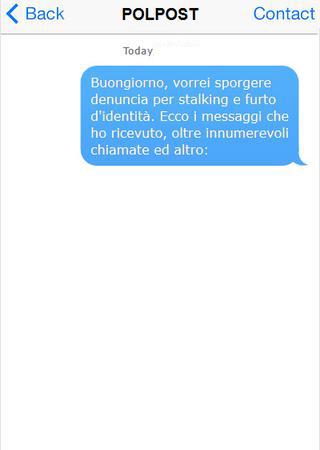 Back POLPOST Contact
Today
Buongiorno, vorrei sporgere
denuncia per stalking e furto
d'identità. Ecco i messaggi che
ho ricevuto, oltre innumerevoli
chiamate ed altro: